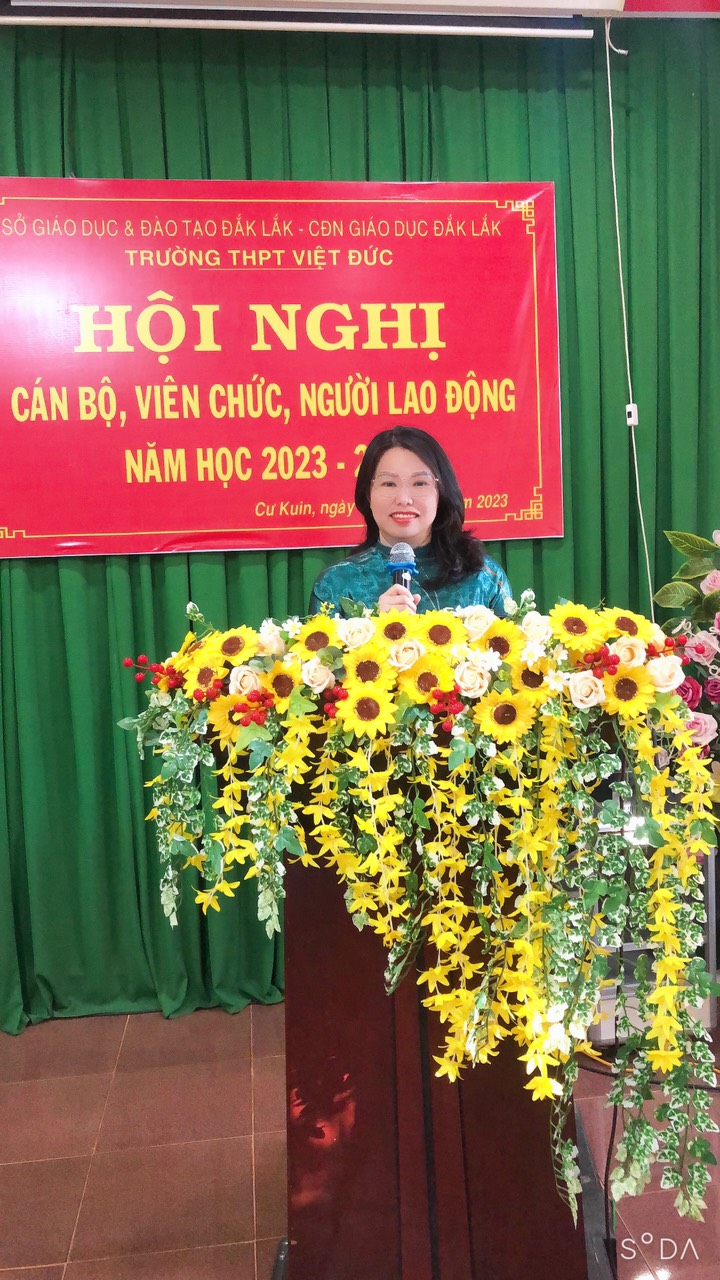 SỞ GIÁO DỤC & ĐÀO TẠO ĐẮK LẮK - CĐN GIÁO DỤC ĐẮK LẮK
TRƯỜNG THPT VIỆT ĐỨC
HỘI NGHỊ
CÁN BỘ, VIÊN CHỨC, NGƯỜI LAO ĐỘNG
NĂM HỌC 2023 - 2
Cư Kuin, ngày 2023
SODA